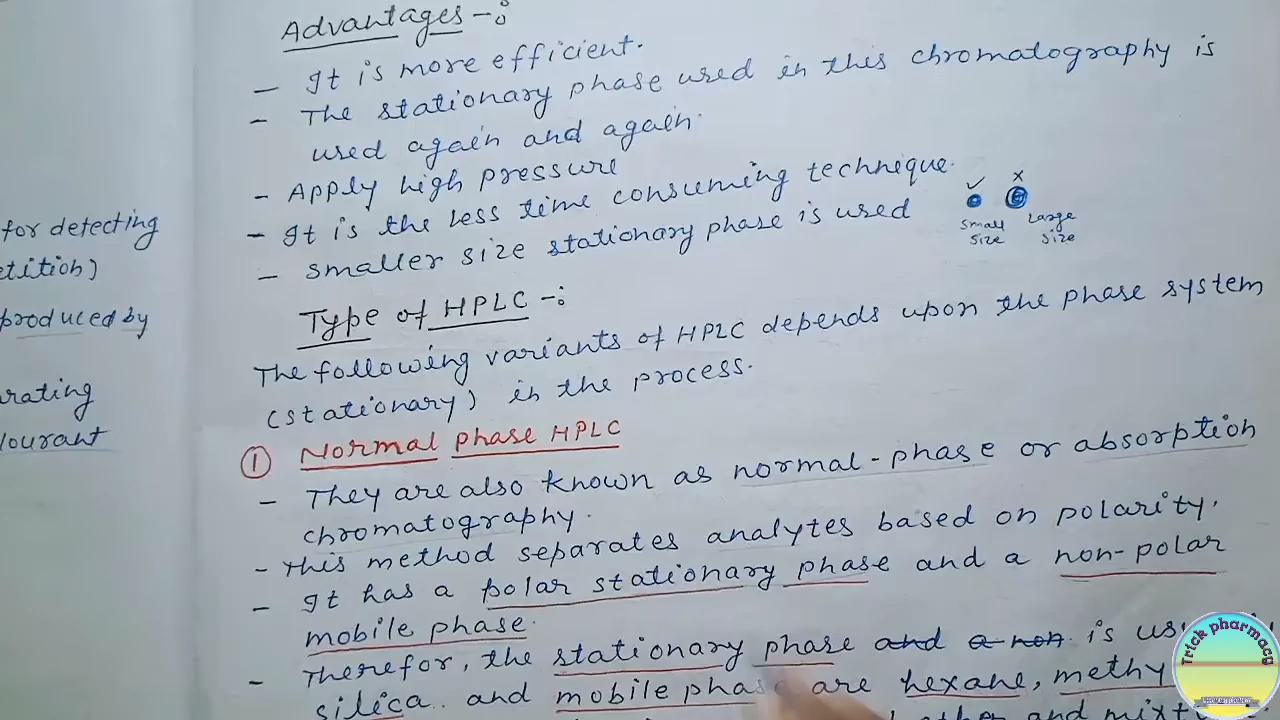 Advantages -:
- It is more efficient.
- The stationary phase used in this chromatography is
used again and again.
- Apply high pressure
- It is the less time consuming technique.
- smaller size stationary phase is used
✓ ×
small size
Large size
Type of HPLC -:
The following variants of HPLC depends upon the phase system
(stationary) in the process.
① Normal phase HPLC
- They are also known as normal-phase or absorption
chromatography.
- This method separates analytes based on polarity.
- It has a polar stationary phase and a non-polar
mobile phase.
- Therefor, the stationary phase and a non is
silica.. and mobile phase are hexane, methy
and
for detecting
etition)
produced by
rating
lourant
Trick pharmacy